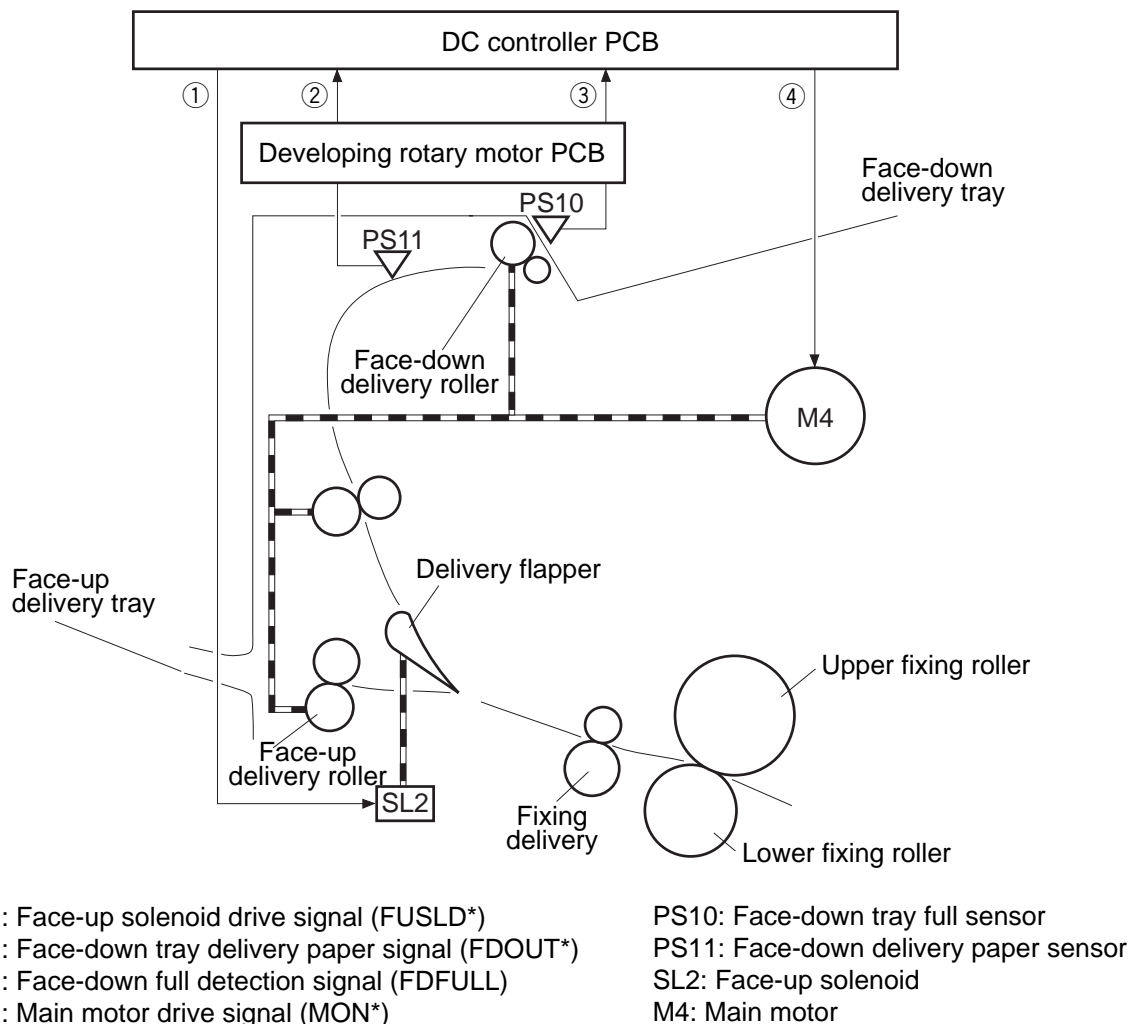 DC controller PCB
① ② ③ ④
Developing rotary motor PCB
Face-down
delivery tray
PS10
PS11
Face-down
delivery roller
M4
Delivery flapper
Face-up
delivery tray
Upper fixing roller
Face-up
delivery roller
SL2
Fixing
delivery
Lower fixing roller
: Face-up solenoid drive signal (FUSLD*)
: Face-down tray delivery paper signal (FDOUT*)
: Face-down full detection signal (FDFULL)
: Main motor drive signal (MON*)
PS10: Face-down tray full sensor
PS11: Face-down delivery paper sensor
SL2: Face-up solenoid
M4: Main motor